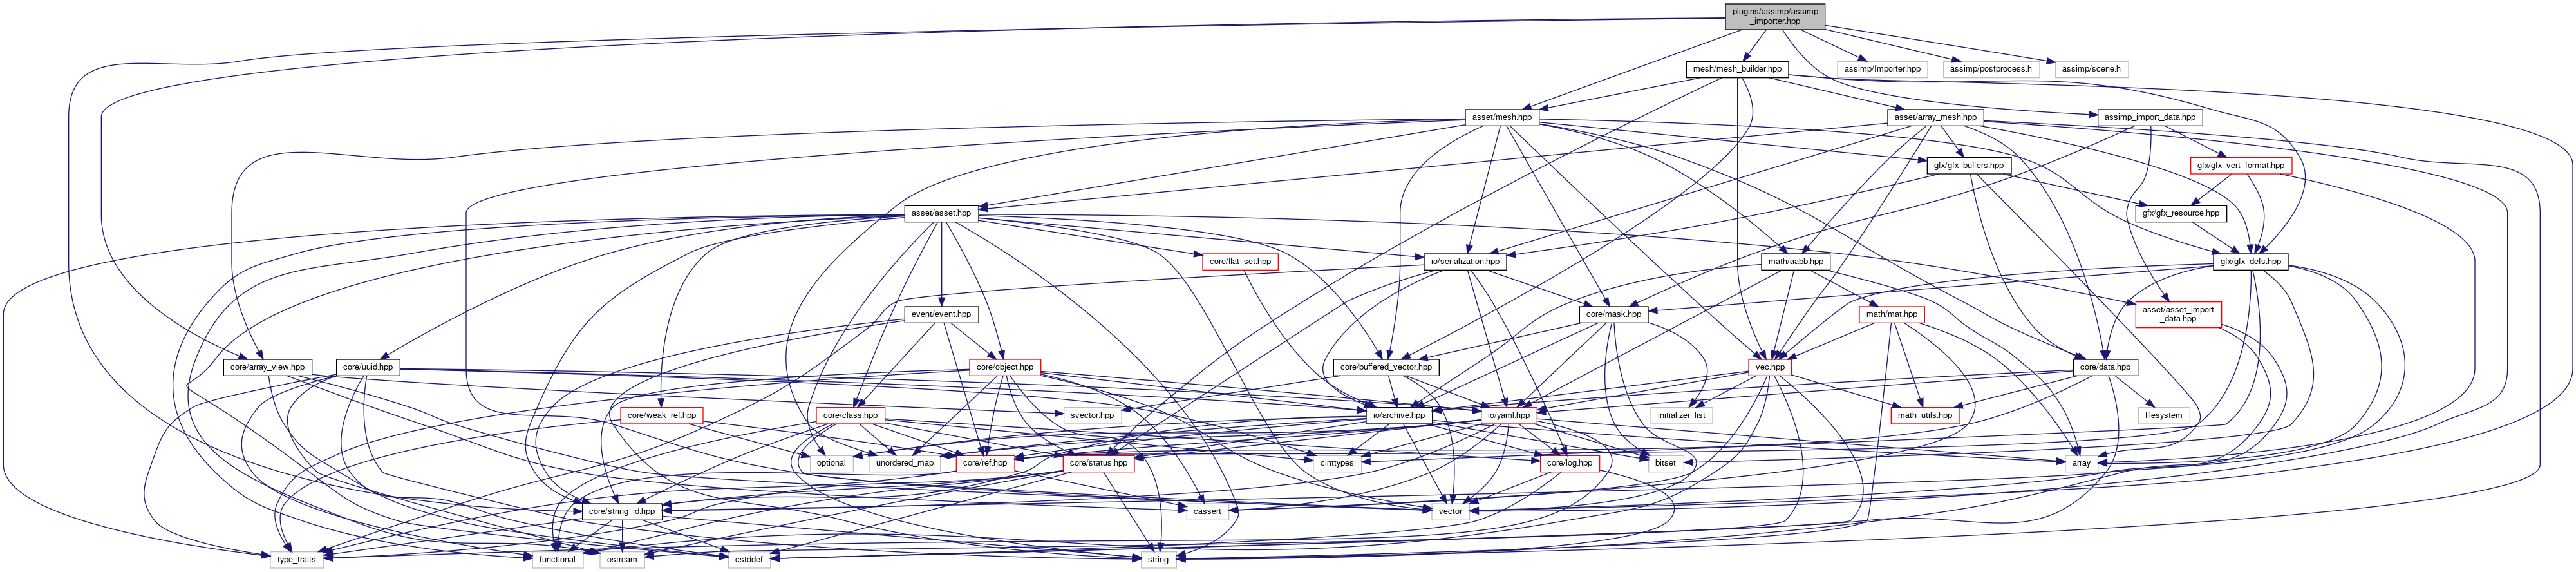 plugins/assimp/assimp
_importer.hpp
mesh/mesh_builder.hpp
assimp/Importer.hpp
assimp/postprocess.h
assimp/scene.h
asset/mesh.hpp
asset/array_mesh.hpp
assimp_import_data.hpp
gfx/gfx_buffers.hpp
gfx/gfx_vert_format.hpp
asset/asset.hpp
gfx/gfx_resource.hpp
core/flat_set.hpp
io/serialization.hpp
math/aabb.hpp
gfx/gfx_defs.hpp
event/event.hpp
core/mask.hpp
math/mat.hpp
asset/asset_import
_data.hpp
core/array_view.hpp
core/uuid.hpp
core/object.hpp
core/buffered_vector.hpp
vec.hpp
core/data.hpp
core/weak_ref.hpp
core/class.hpp
svector.hpp
io/archive.hpp
io/yaml.hpp
initializer_list
math_utils.hpp
filesystem
optional
unordered_map
core/ref.hpp
core/status.hpp
cinttypes
core/log.hpp
bitset
array
core/string_id.hpp
cassert
vector
type_traits
functional
ostream
cstddef
string